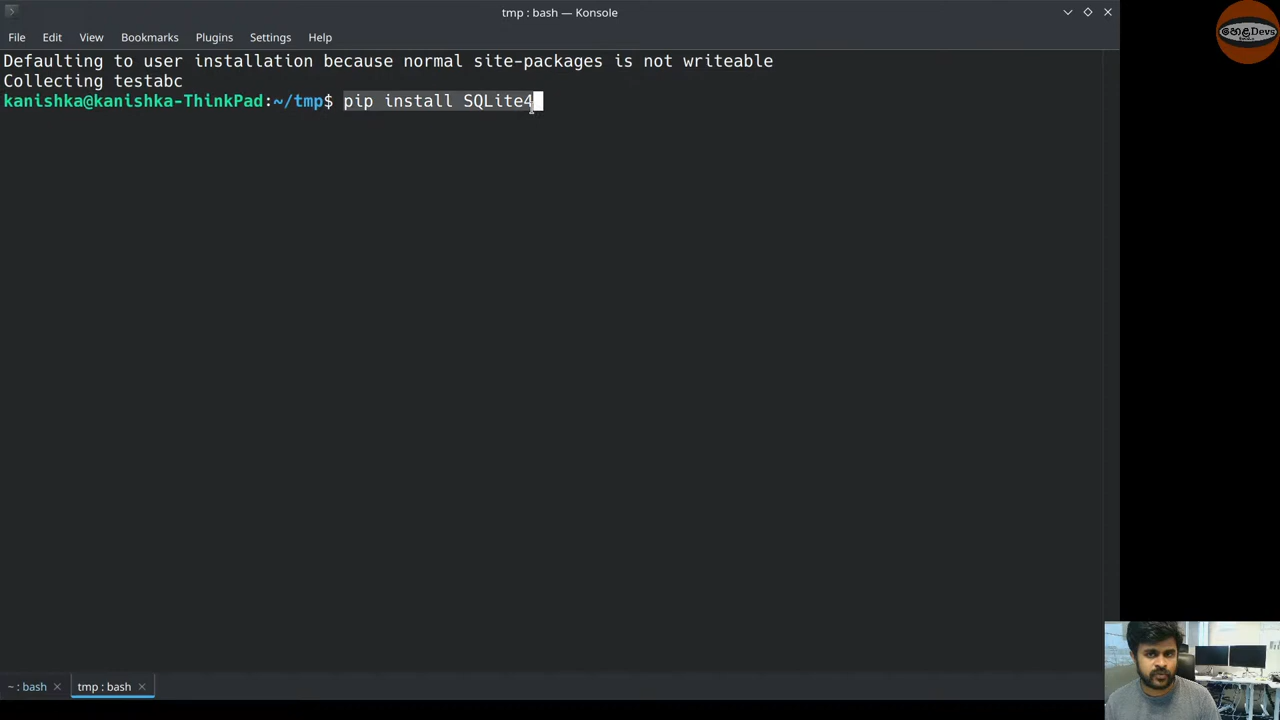 tmp : bash — Konsole
හෙළDevs
File Edit View Bookmarks Plugins Settings Help
Defaulting to user installation because normal site-packages is not writeable
Collecting testabc
kanishka@kanishka-ThinkPad:~/tmp$ pip install SQLite4
~ : bash
tmp : bash